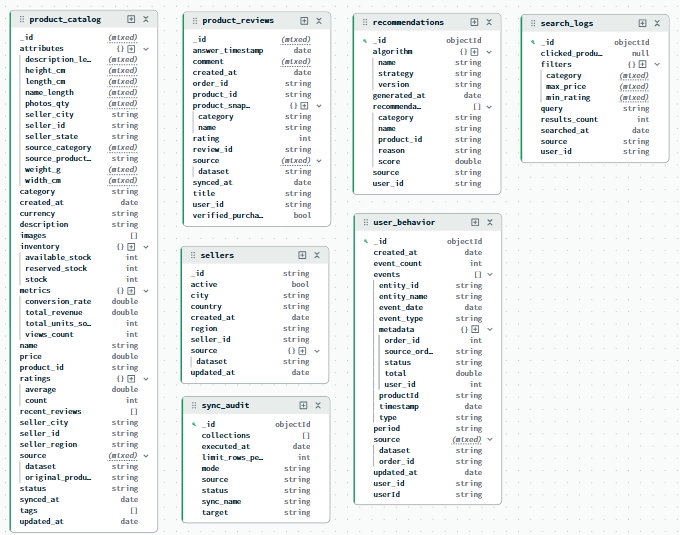 product_catalog
_id (mixed)
attributes {}
description_le… (mixed)
height_cm (mixed)
length_cm (mixed)
name_length (mixed)
photos_qty (mixed)
seller_city string
seller_id string
seller_state string
source_category (mixed)
source_product… string
weight_g (mixed)
width_cm (mixed)
category string
created_at date
currency string
description string
images []
inventory {}
available_stock int
reserved_stock int
stock int
metrics {}
conversion_rate double
total_revenue double
total_units_so… int
views_count int
name string
price double
product_id string
ratings {}
average double
count int
recent_reviews []
seller_city string
seller_id string
seller_region string
source (mixed)
dataset string
original_produ… string
status string
synced_at date
tags []
updated_at date
product_reviews
_id (mixed)
answer_timestamp date
comment (mixed)
created_at date
order_id string
product_id string
product_snap… {}
category string
name string
rating int
review_id string
source (mixed)
dataset string
synced_at date
title string
user_id string
verified_purcha… bool
sellers
_id string
active bool
city string
country string
created_at date
region string
seller_id string
source {}
dataset string
updated_at date
sync_audit
_id objectId
collections []
executed_at date
limit_rows_pe… int
mode string
source string
status string
sync_name string
target string
recommendations
_id objectId
algorithm {}
name string
strategy string
version string
generated_at date
recommenda… []
category string
name string
product_id string
reason string
score double
source string
user_id string
user_behavior
_id objectId
created_at date
event_count int
events []
entity_id string
entity_name string
event_date date
event_type string
metadata {}
order_id int
source_ord… string
status string
total double
user_id int
productId string
timestamp date
type string
period string
source (mixed)
dataset string
order_id string
updated_at date
user_id string
userId string
search_logs
_id objectId
clicked_produ… null
filters {}
category (mixed)
max_price (mixed)
min_rating (mixed)
query string
results_count int
searched_at date
source string
user_id string